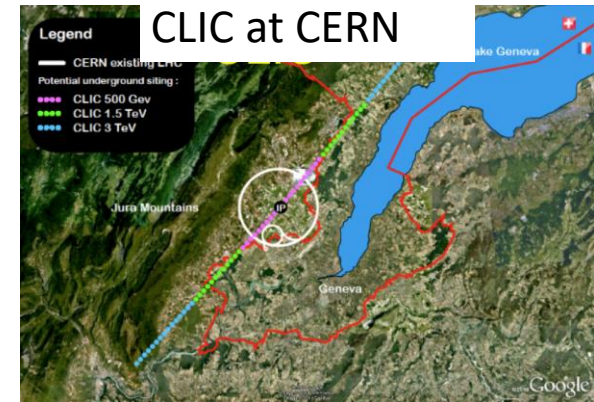 CLIC at CERN
Legend
CERN existing LHC
Potential underground siting :
CLIC 500 Gev
CLIC 1.5 TeV
CLIC 3 TeV
ke Geneva
Jura Mountains
IP
Geneva
Google